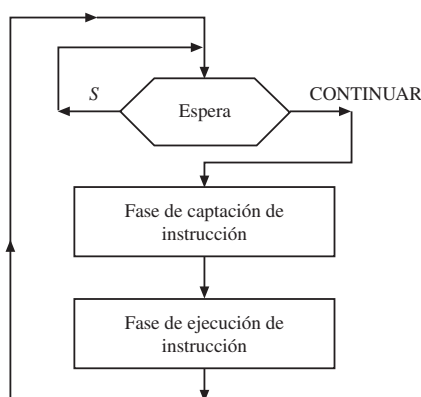 S
Espera
CONTINUAR
Fase de captación de
instrucción
Fase de ejecución de
instrucción